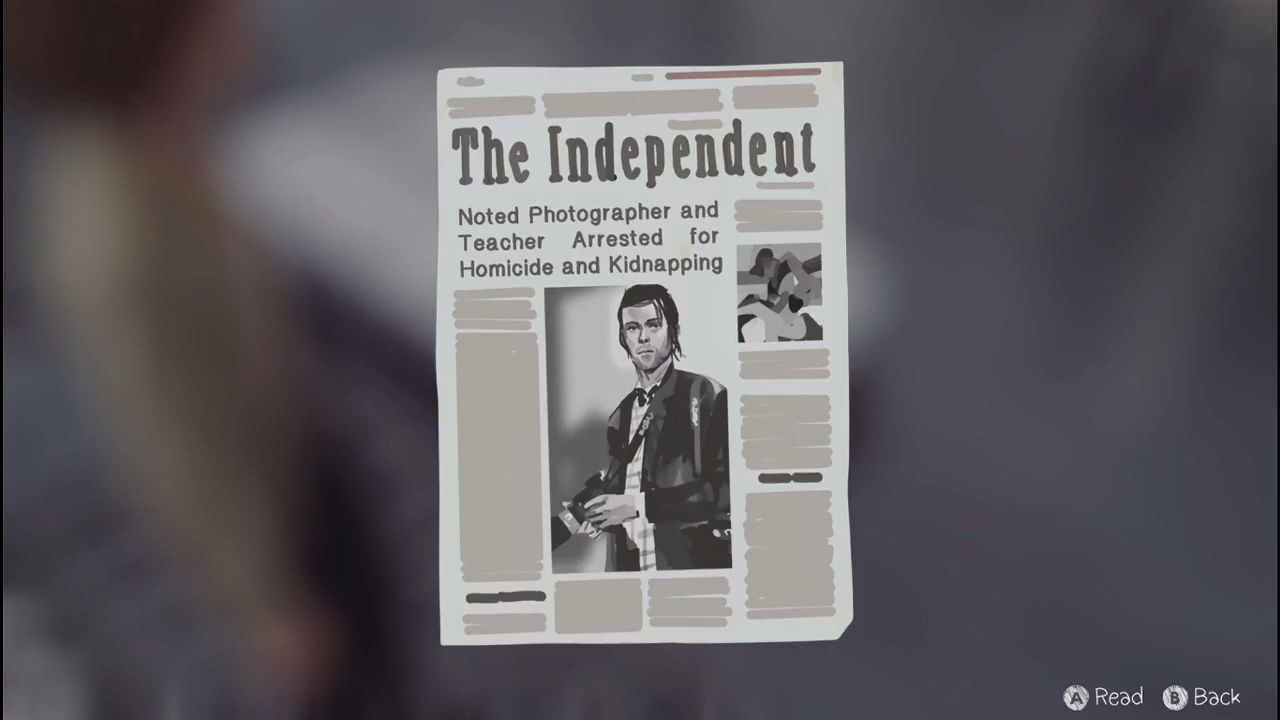 The Independent
Noted Photographer and
Teacher Arrested for
Homicide and Kidnapping
A Read B Back